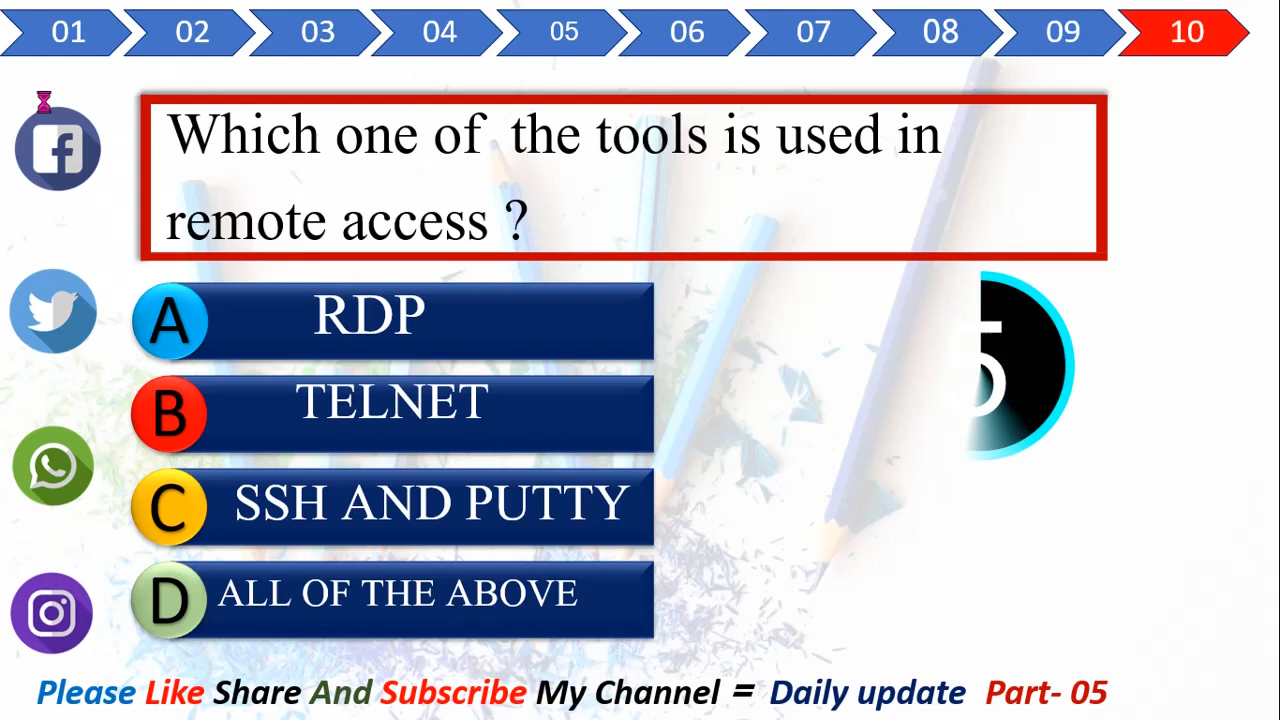 01 02 03 04 05 06 07 08 09 10
Which one of the tools is used in
remote access ?
A RDP
5
B TELNET
C SSH AND PUTTY
D ALL OF THE ABOVE
Please Like Share And Subscribe My Channel = Daily update Part- 05